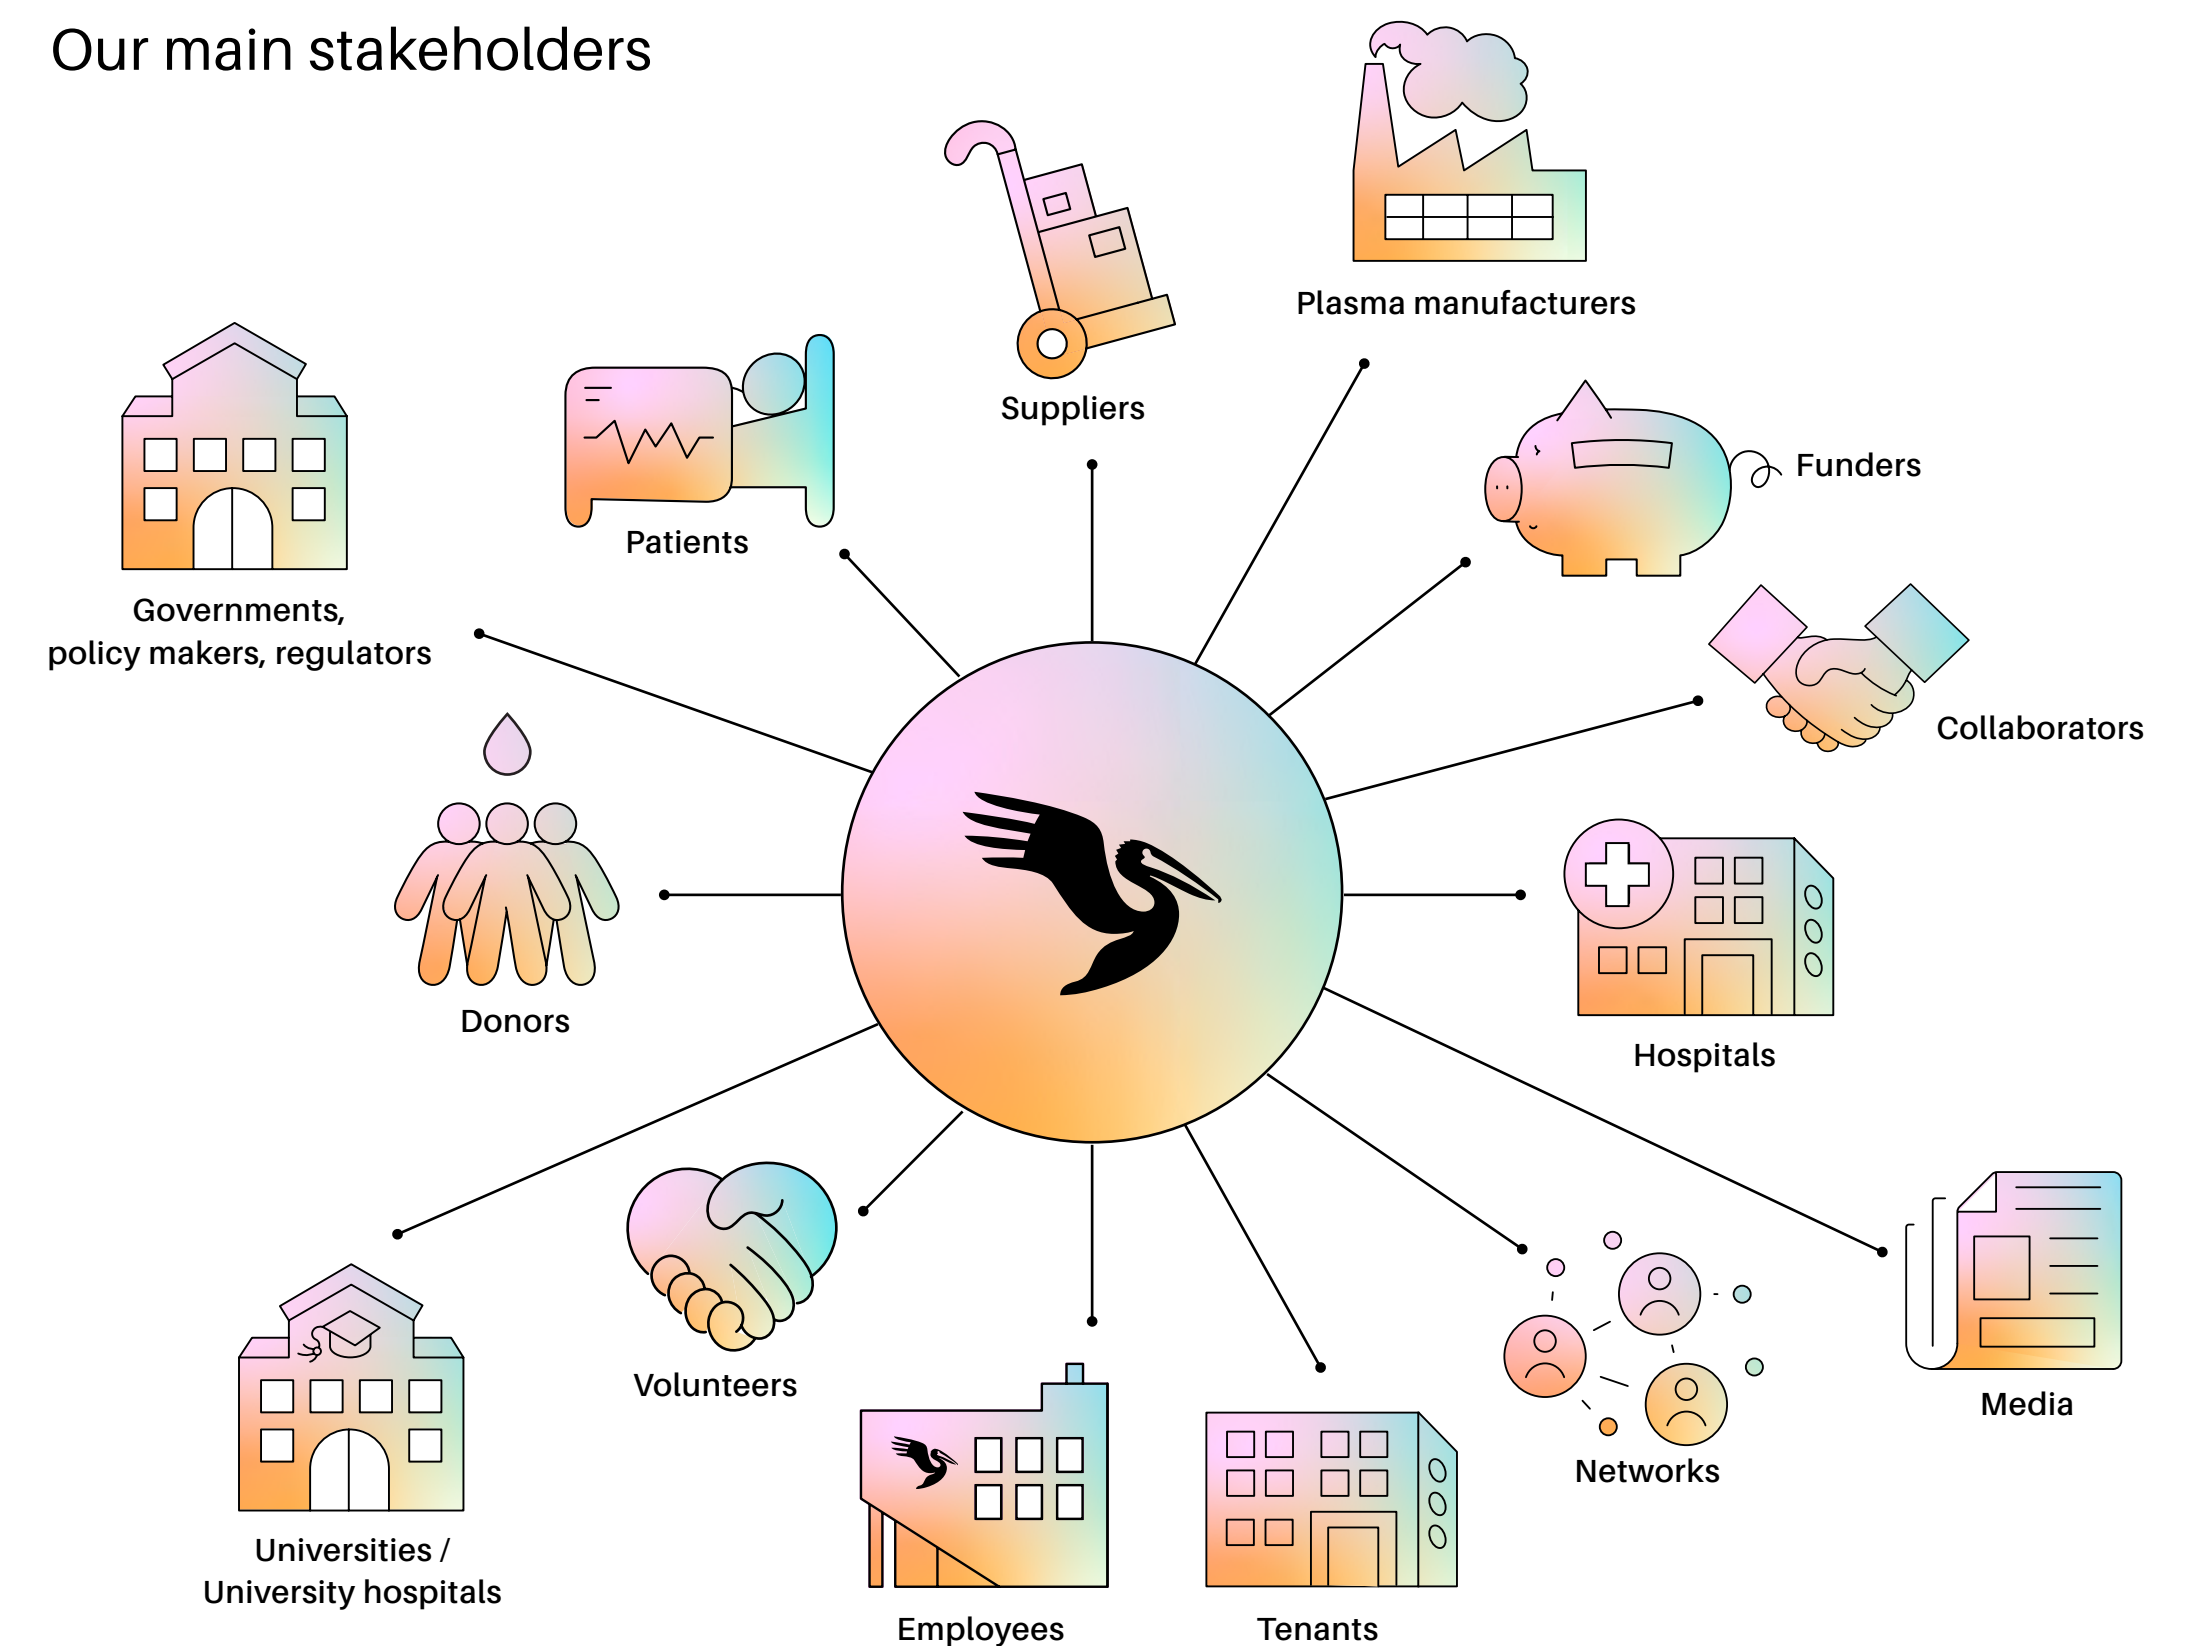 Our main stakeholders
Plasma manufacturers
Suppliers
Funders
Patients
Governments,
policy makers, regulators
Collaborators
Donors
Hospitals
Volunteers
Media
Networks
Universities /
University hospitals
Employees
Tenants